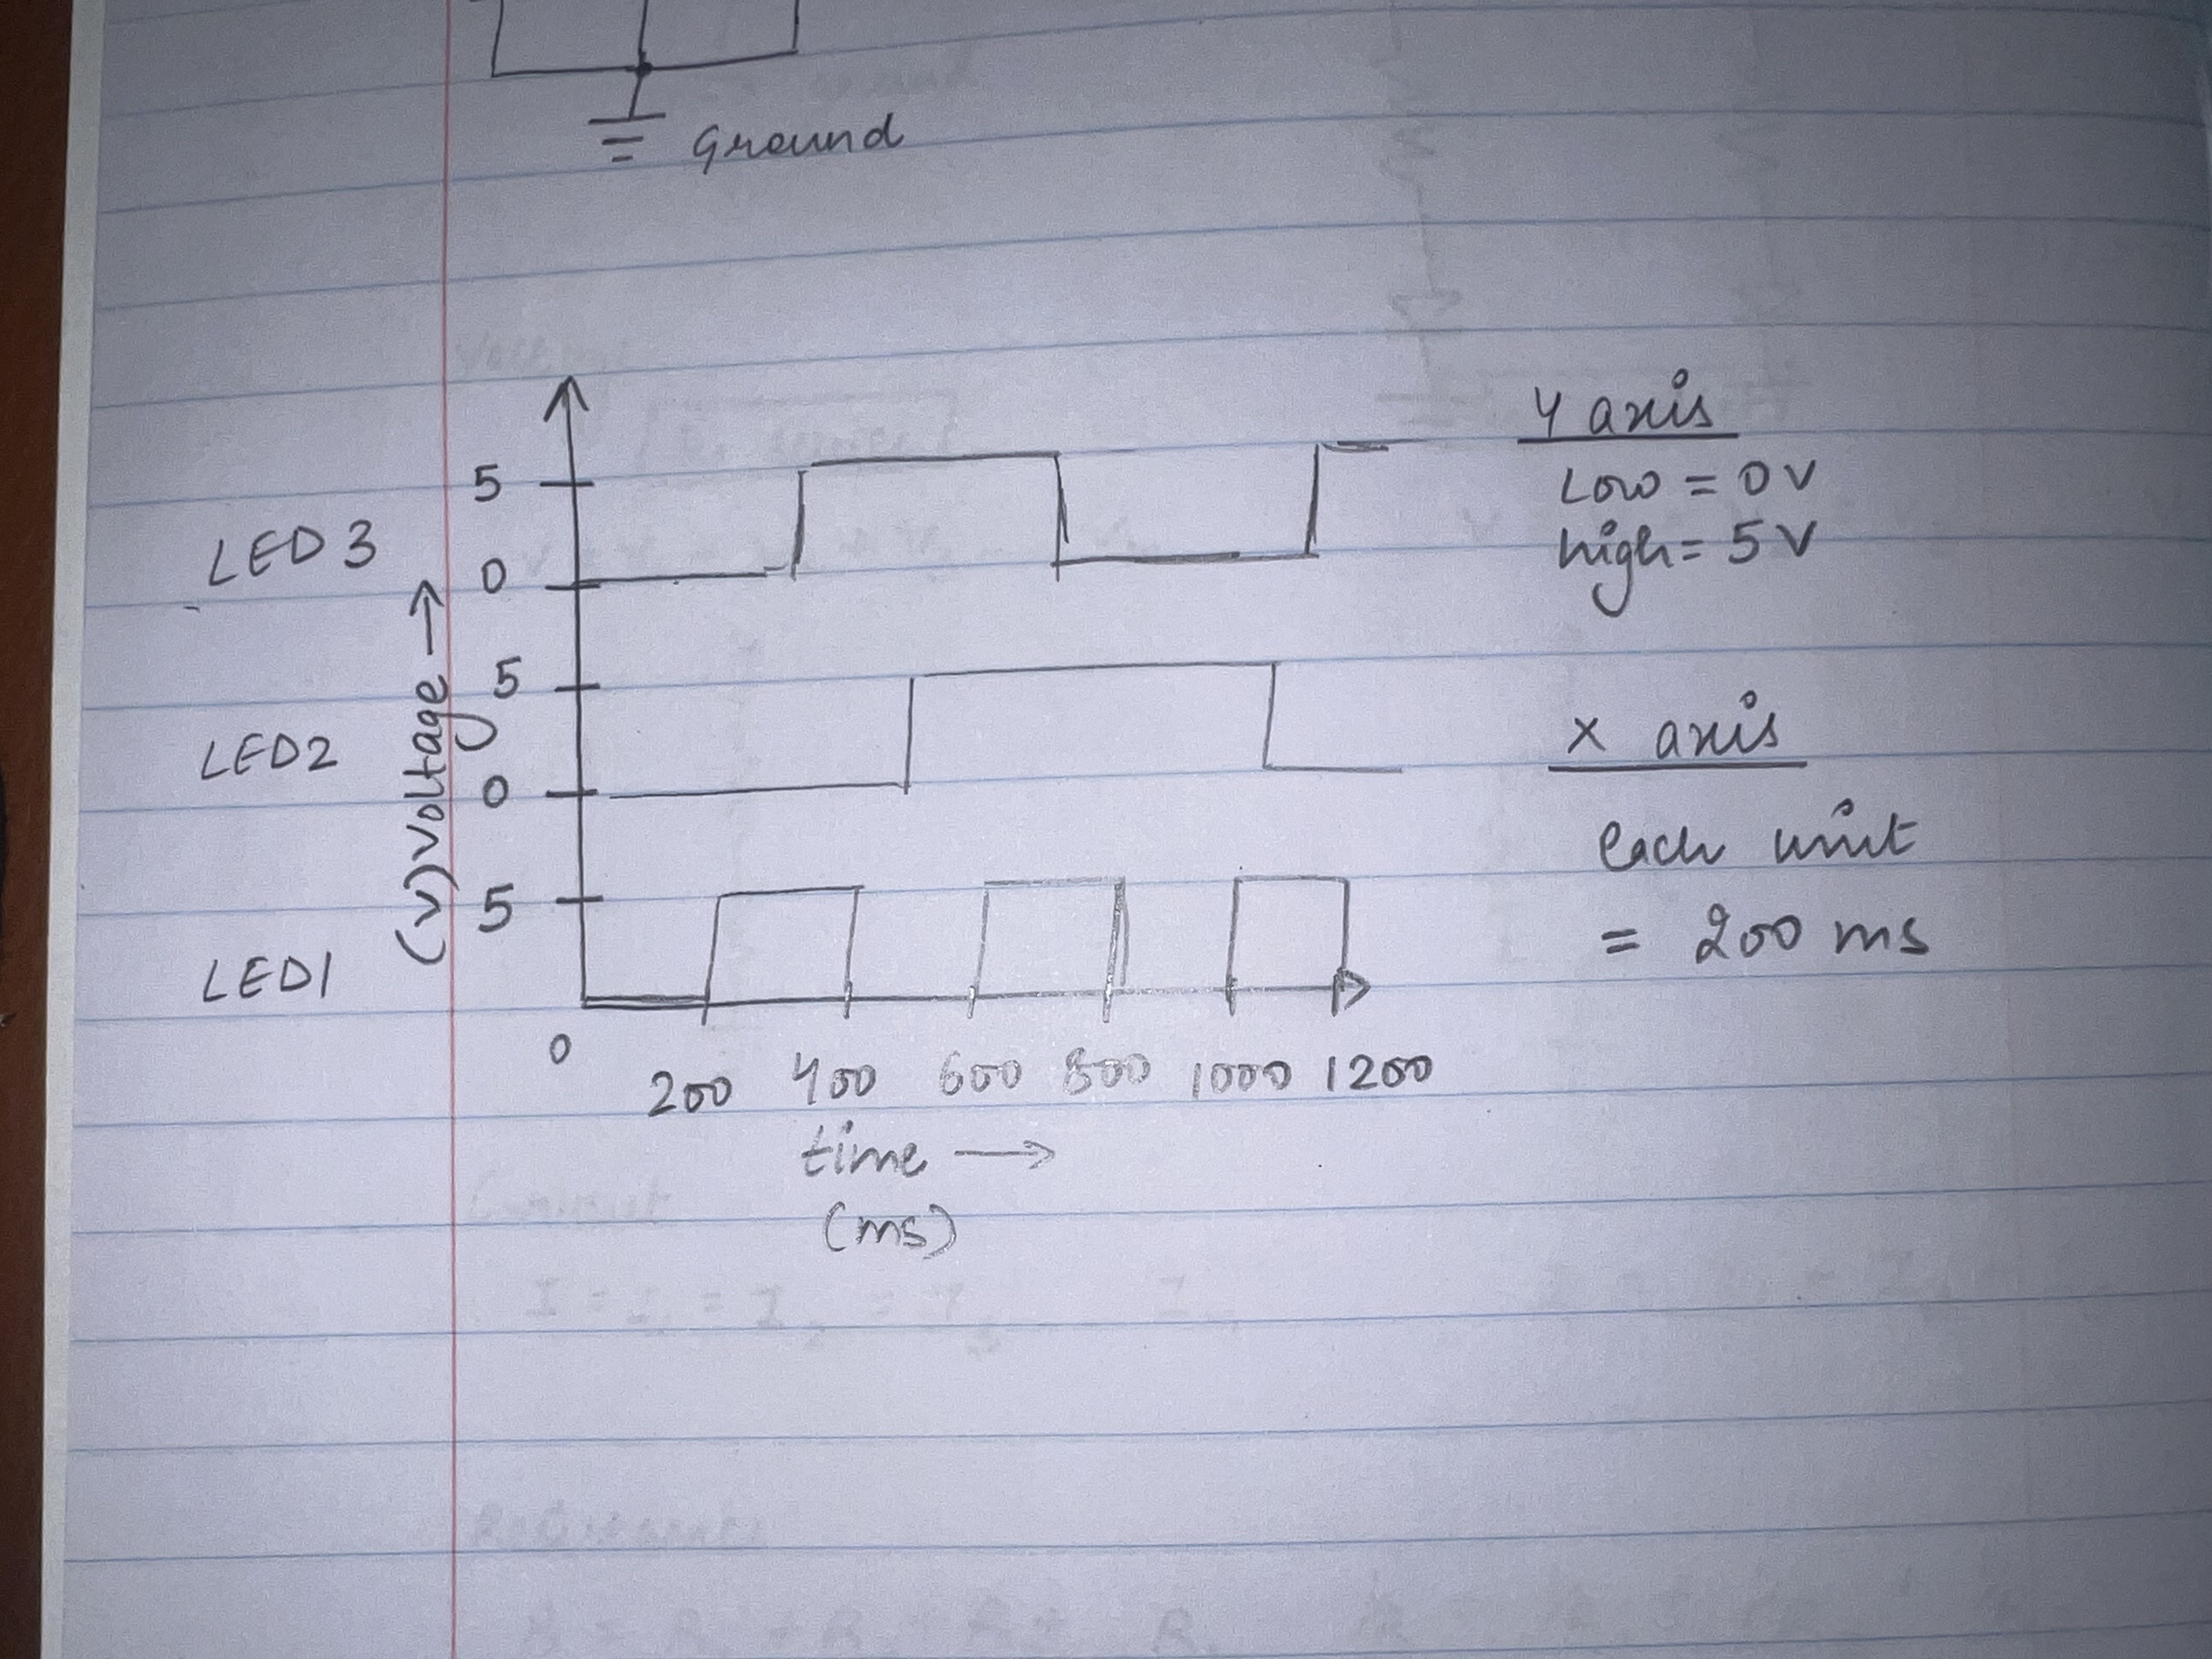 Ground
Y axis
Low = 0 V
high = 5 V
5
LED 3
0
(V) Voltage →
5
LED2
0
X axis
each unit
= 200 ms
5
LED1
0
200 400 600 800 1000 1200
time →
(ms)